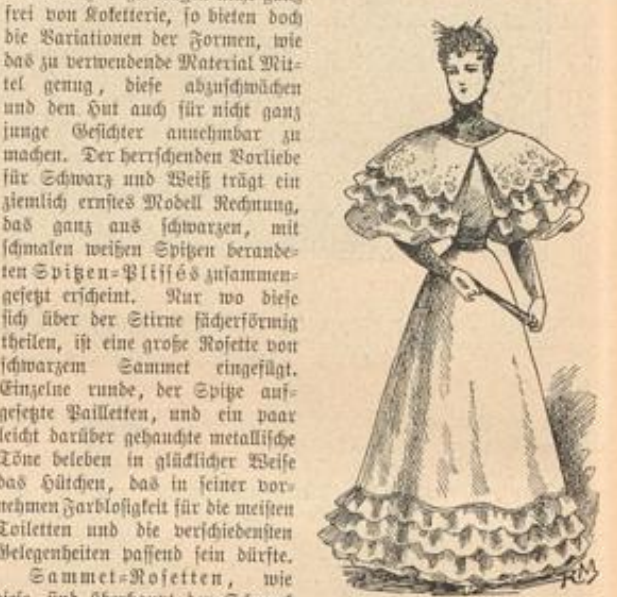 frei von Koketterie, so bieten doch
die Variationen der Formen, wie
das zu verwendende Material Mit-
tel genug, diese abzuschwächen
und den Hut auch für nicht ganz
junge Gesichter annehmbar zu
machen. Der herrschenden Vorliebe
für Schwarz und Weiß trägt ein
ziemlich ernstes Modell Rechnung,
das ganz aus schwarzen, mit
schmalen weißen Spitzen berande-
ten Spitzen-Plissés zusammen-
gesetzt erscheint. Nur wo diese
sich über der Stirne fächerförmig
theilen, ist eine große Rosette von
schwarzem Sammet eingefügt.
Einzelne runde, der Spitze auf-
gesetzte Pailletten, und ein paar
leicht darüber gehauchte metallische
Töne beleben in glücklicher Weise
das Hütchen, das in seiner vor-
nehmen Farblosigkeit für die meisten
Toiletten und die verschiedensten
Gelegenheiten passend sein dürfte.
Sammet-Rosetten, wie
RM